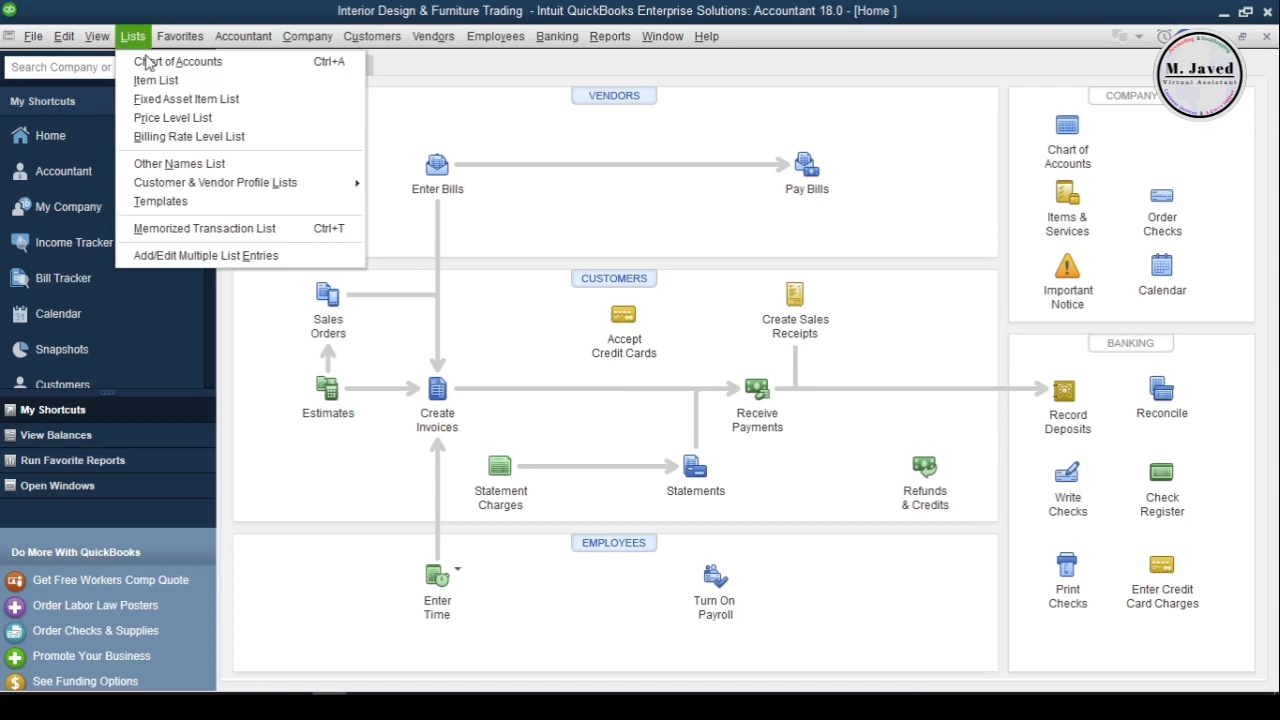 Interior Design & Furniture Trading - Intuit QuickBooks Enterprise Solutions: Accountant 18.0 - [Home ]
File Edit View Lists Favorites Accountant Company Customers Vendors Employees Banking Reports Window Help
Search Company or
Chart of Accounts Ctrl+A
Item List
Fixed Asset Item List
Price Level List
Billing Rate Level List
Other Names List
Customer & Vendor Profile Lists
Templates
Memorized Transaction List Ctrl+T
Add/Edit Multiple List Entries
My Shortcuts
Home
Accountant
My Company
Income Tracker
Bill Tracker
Calendar
Snapshots
Customers
My Shortcuts
View Balances
Run Favorite Reports
Open Windows
Do More With QuickBooks
Get Free Workers Comp Quote
Order Labor Law Posters
Order Checks & Supplies
Promote Your Business
See Funding Options
VENDORS
Enter Bills
Pay Bills
CUSTOMERS
Sales
Orders
Accept
Credit Cards
Create Sales
Receipts
Estimates
Create
Invoices
Receive
Payments
Statement
Charges
Statements
Refunds
& Credits
EMPLOYEES
Enter
Time
Turn On
Payroll
COMPANY
M. Javed
Virtual Assistant
Chart of
Accounts
Items &
Services
Order
Checks
Important
Notice
Calendar
BANKING
Record
Deposits
Reconcile
Write
Checks
Check
Register
Print
Checks
Enter Credit
Card Charges